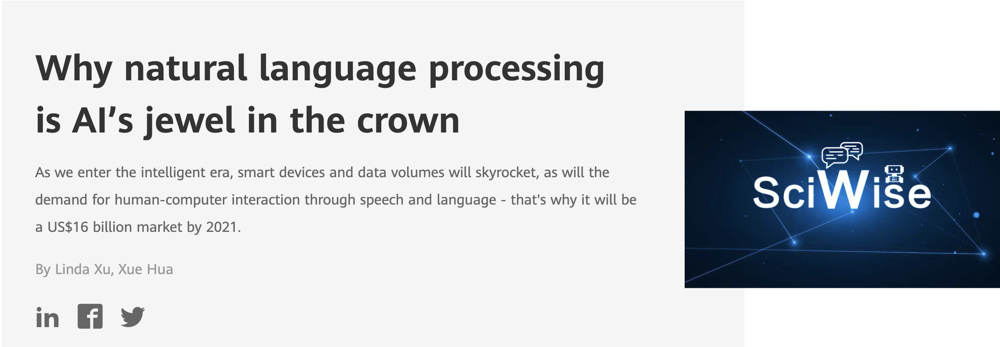 Why natural language processing
is AI’s jewel in the crown
As we enter the intelligent era, smart devices and data volumes will skyrocket, as will the
demand for human-computer interaction through speech and language - that's why it will be
a US$16 billion market by 2021.
By Linda Xu, Xue Hua
in f
SciWise